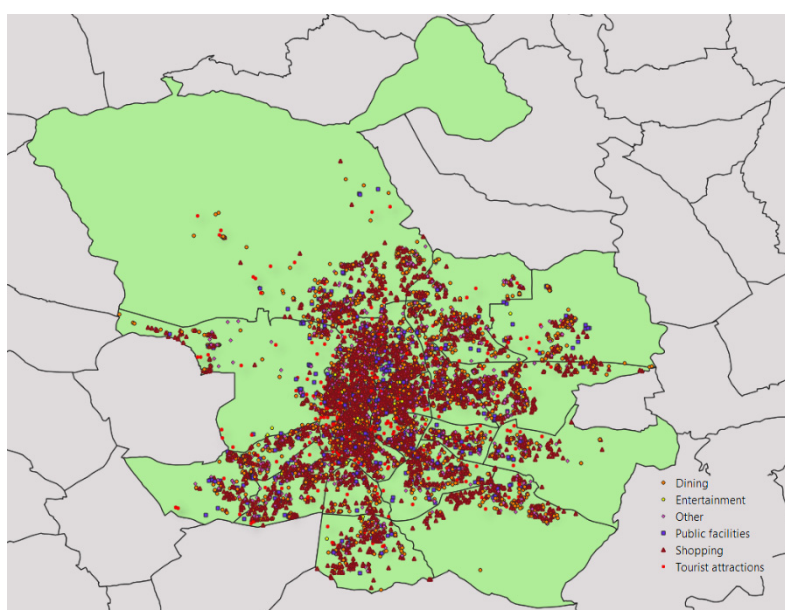 Dining
Entertainment
Other
Public facilities
Shopping
Tourist attractions